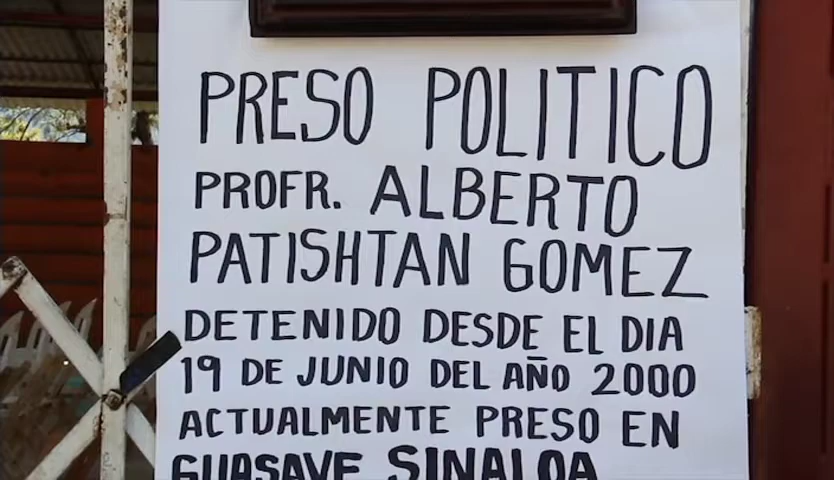 PRESO POLITICO
PROFR. ALBERTO
PATISHTAN GOMEZ
DETENIDO DESDE EL DIA
19 DE JUNIO DEL AÑO 2000
ACTUALMENTE PRESO EN
GUASAVE SINALOA